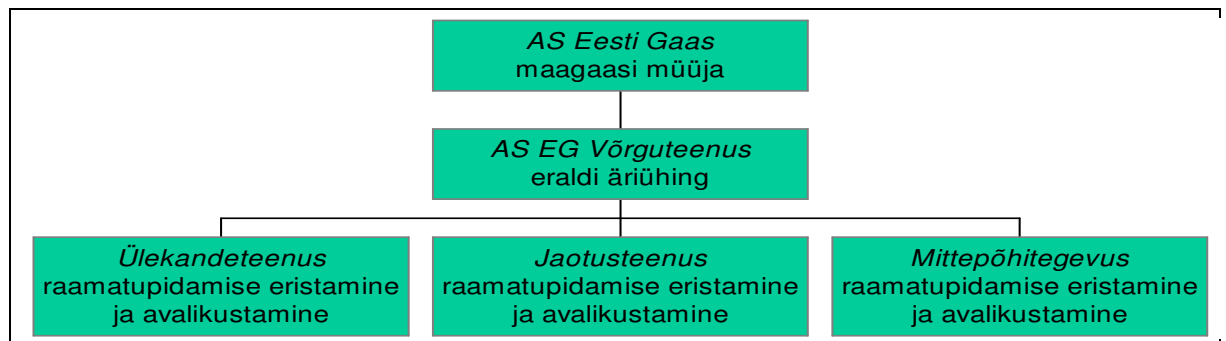 AS Eesti Gaas
maagaasi müüja
AS EG Võrguteenus
eraldi äriühing
Ülekandeteenus
raamatupidamise eristamine
ja avalikustamine
Jaotusteenus
raamatupidamise eristamine
ja avalikustamine
Mittepõhitegevus
raamatupidamise eristamine
ja avalikustamine